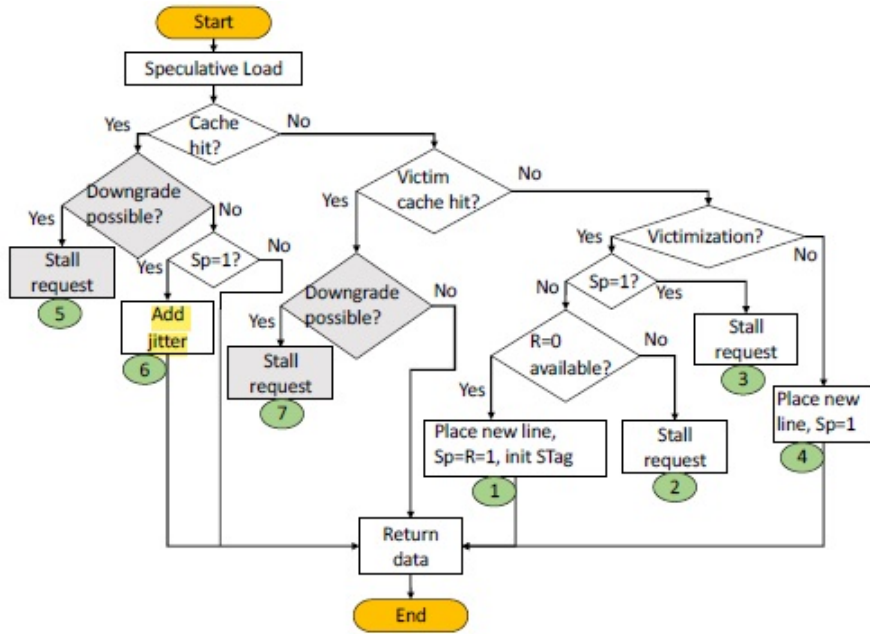 Start
Speculative Load
Cache
hit?
Yes
No
Downgrade
possible?
Yes
No
Stall
request
5
Sp=1?
Yes
No
Add
jitter
6
Victim
cache hit?
Yes
No
Downgrade
possible?
Yes
No
Stall
request
7
Victimization?
Yes
No
Sp=1?
No
Yes
Stall
request
3
R=0
available?
Yes
No
Place new line,
Sp=R=1, init STag
1
Stall
request
2
Place new
line, Sp=1
4
Return
data
End